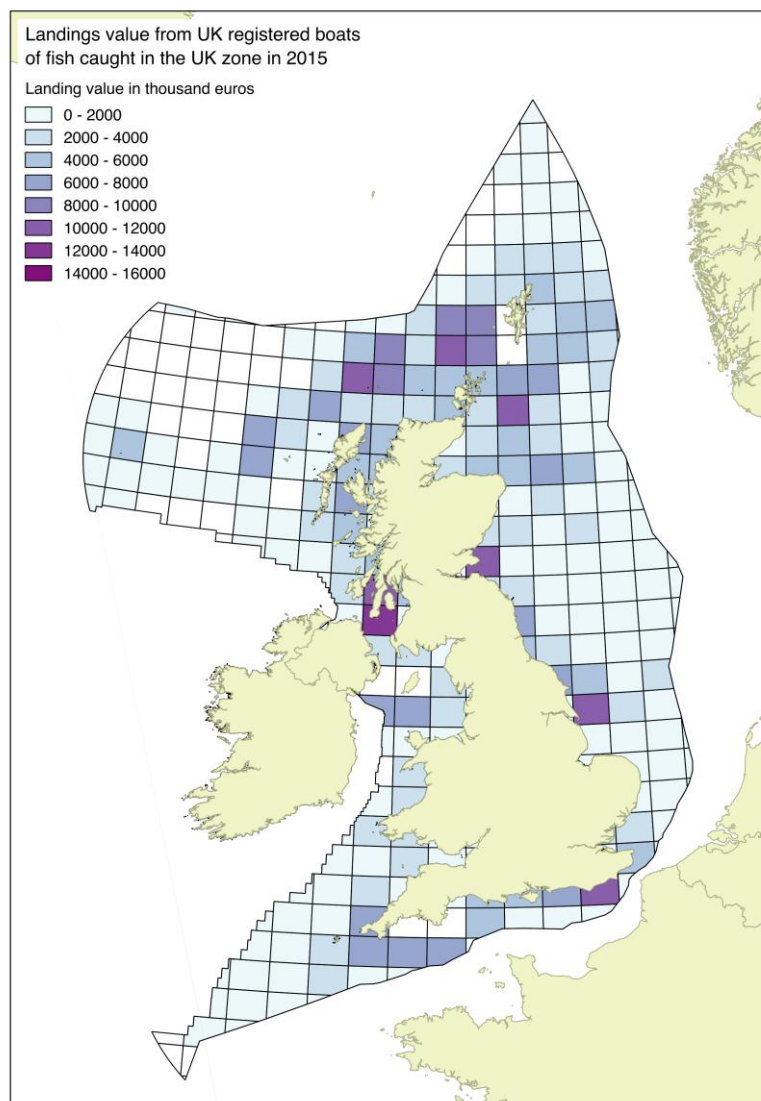 Landings value from UK registered boats
of fish caught in the UK zone in 2015
Landing value in thousand euros
0 - 2000
2000 - 4000
4000 - 6000
6000 - 8000
8000 - 10000
10000 - 12000
12000 - 14000
14000 - 16000